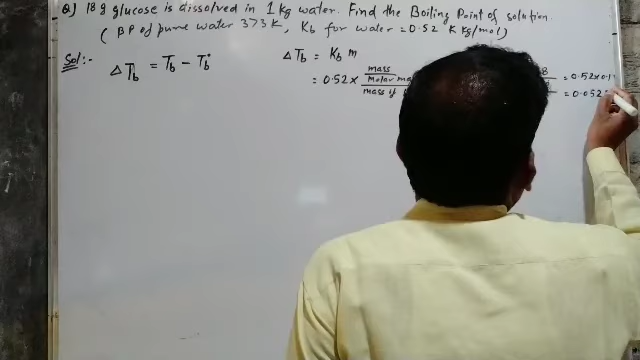 Q) 18 g glucose is dissolved in 1 kg water. Find the Boiling Point of solution.
( BP of pure water 373 K, Kb for water = 0.52 K kg/mol)
Sol:-
ΔTb = Tb - Tb°
ΔTb = Kb m
= 0.52 × mass / Molar / mass of
= 0.52 × 0.1
= 0.052